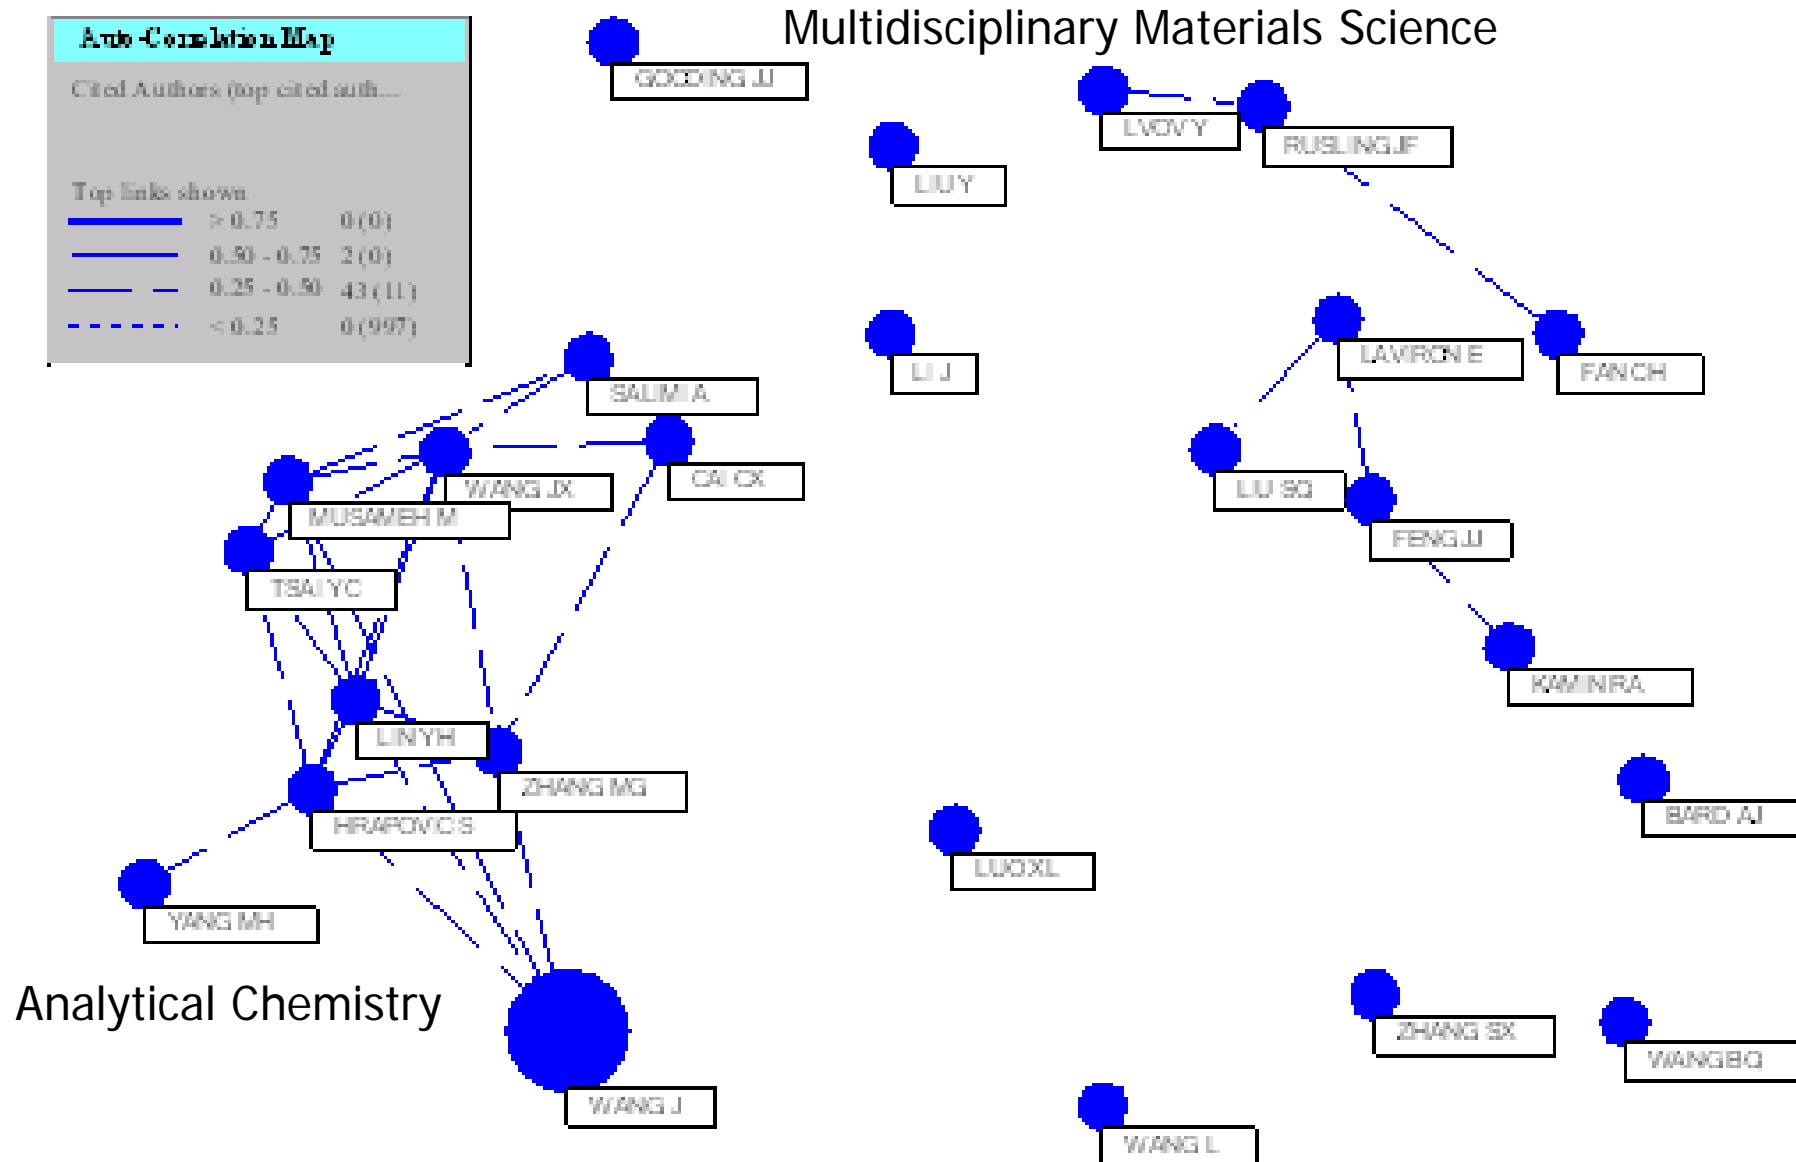 Multidisciplinary Materials Science
Auto-Correlation Map
Cited Authors (top cited auth...
Top links shown
> 0.75 0 (0)
0.50 - 0.75 2 (0)
0.25 - 0.50 43 (11)
< 0.25 0 (997)
GOODING JJ
LVOV Y
RUSLING JF
LIU Y
LI J
LAVIRON E
FAN CH
SALIMI A
CAI CX
WANG JX
LIU SQ
MUSAMEH M
FENG JJ
TSAI YC
KAMIN RA
LIN YH
ZHANG MG
BARD AJ
HRAPOVIC S
LUO XL
YANG MH
Analytical Chemistry
ZHANG SX
WANG BQ
WANG J
WANG L